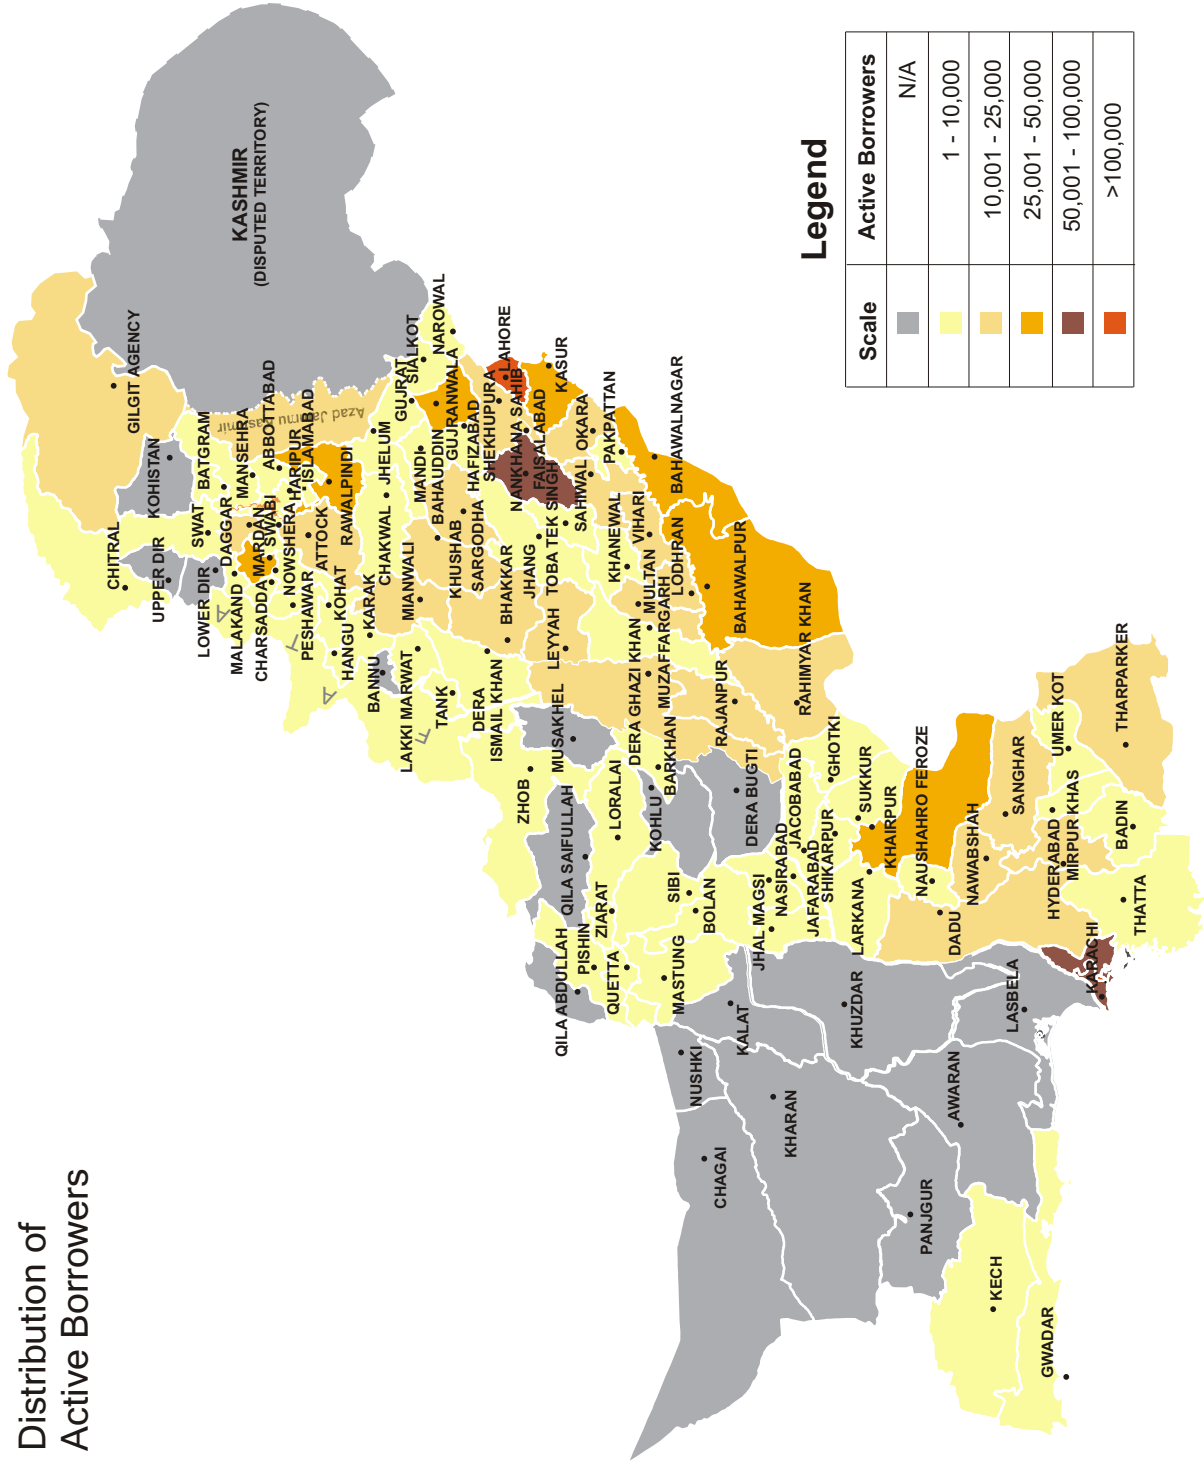 Distribution of
Active Borrowers
KASHMIR
(DISPUTED TERRITORY)
GILGIT AGENCY
Azad Jammu Kasmir
CHITRAL
UPPER DIR
KOHISTAN
LOWER DIR
SWAT
BATGRAM
MANSEHRA
MALAKAND
DAGGAR
ABBOTTABAD
CHARSADDA
MARDAN
SWABI
HARIPUR
ISLAMABAD
NOWSHERA
PESHAWAR
ATTOCK
RAWALPINDI
F
A
T
A
HANGU
KOHAT
KARAK
CHAKWAL
JHELUM
BANNU
LAKKI MARWAT
MIANWALI
MANDI
BAHAUDDIN
GUJRAT
SIALKOT
NAROWAL
GUJRANWALA
HAFIZABAD
TANK
KHUSHAB
SARGODHA
SHEKHUPURA
LAHORE
NANKHANA SAHIB
DERA
ISMAIL KHAN
BHAKKAR
JHANG
FAISALABAD
KASUR
TOBA TEK SINGH
LEYYAH
SAHIWAL
OKARA
PAKPATTAN
ZHOB
MUSAKHEL
KHANEWAL
VIHARI
MULTAN
DERA GHAZI KHAN
MUZAFFARGARH
LODHRAN
BAHAWALNAGAR
QILA SAIFULLAH
LORALAI
BARKHAN
KOHLU
RAJANPUR
BAHAWALPUR
RAHIMYAR KHAN
QILA ABDULLAH
PISHIN
ZIARAT
QUETTA
SIBI
BOLAN
DERA BUGTI
MASTUNG
JHAL MAGSI
NASIRABAD
JACOBABAD
JAFARABAD
SHIKARPUR
GHOTKI
SUKKUR
NUSHKI
KALAT
CHAGAI
KHARAN
KHUZDAR
LARKANA
KHAIRPUR
NAUSHAHRO FEROZE
DADU
NAWABSHAH
SANGHAR
UMER KOT
THARPARKER
HYDERABAD
MIRPUR KHAS
BADIN
THATTA
PANJGUR
AWARAN
LASBELA
KARACHI
KECH
GWADAR
Legend
Scale Active Borrowers
N/A
1 - 10,000
10,001 - 25,000
25,001 - 50,000
50,001 - 100,000
>100,000